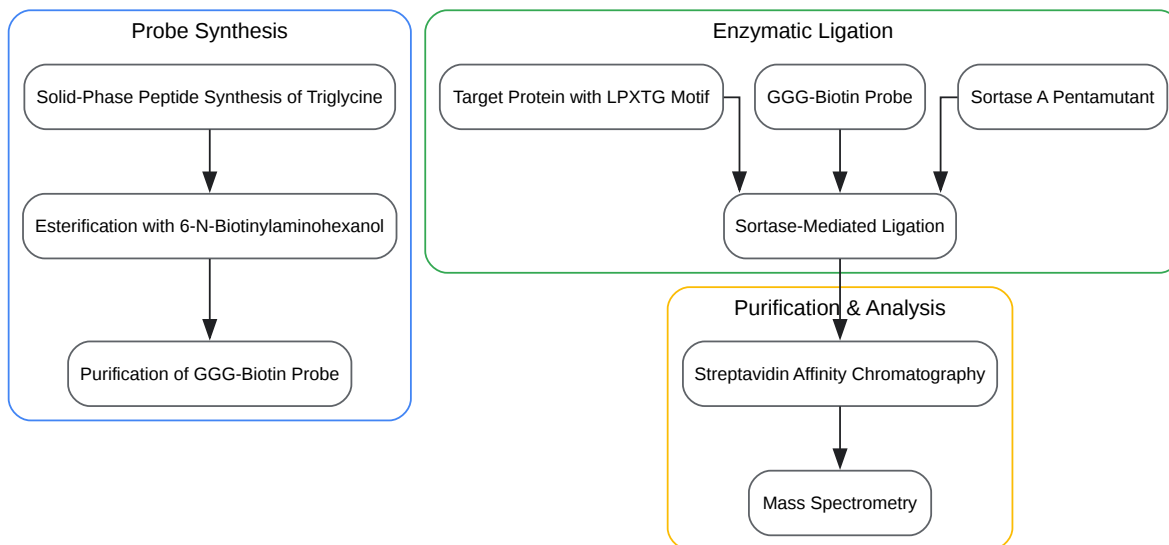 Probe Synthesis
Solid-Phase Peptide Synthesis of Triglycine
Esterification with 6-N-Biotinylaminohexanol
Purification of GGG-Biotin Probe
Enzymatic Ligation
Target Protein with LPXTG Motif
GGG-Biotin Probe
Sortase A Pentamutant
Sortase-Mediated Ligation
Purification & Analysis
Streptavidin Affinity Chromatography
Mass Spectrometry